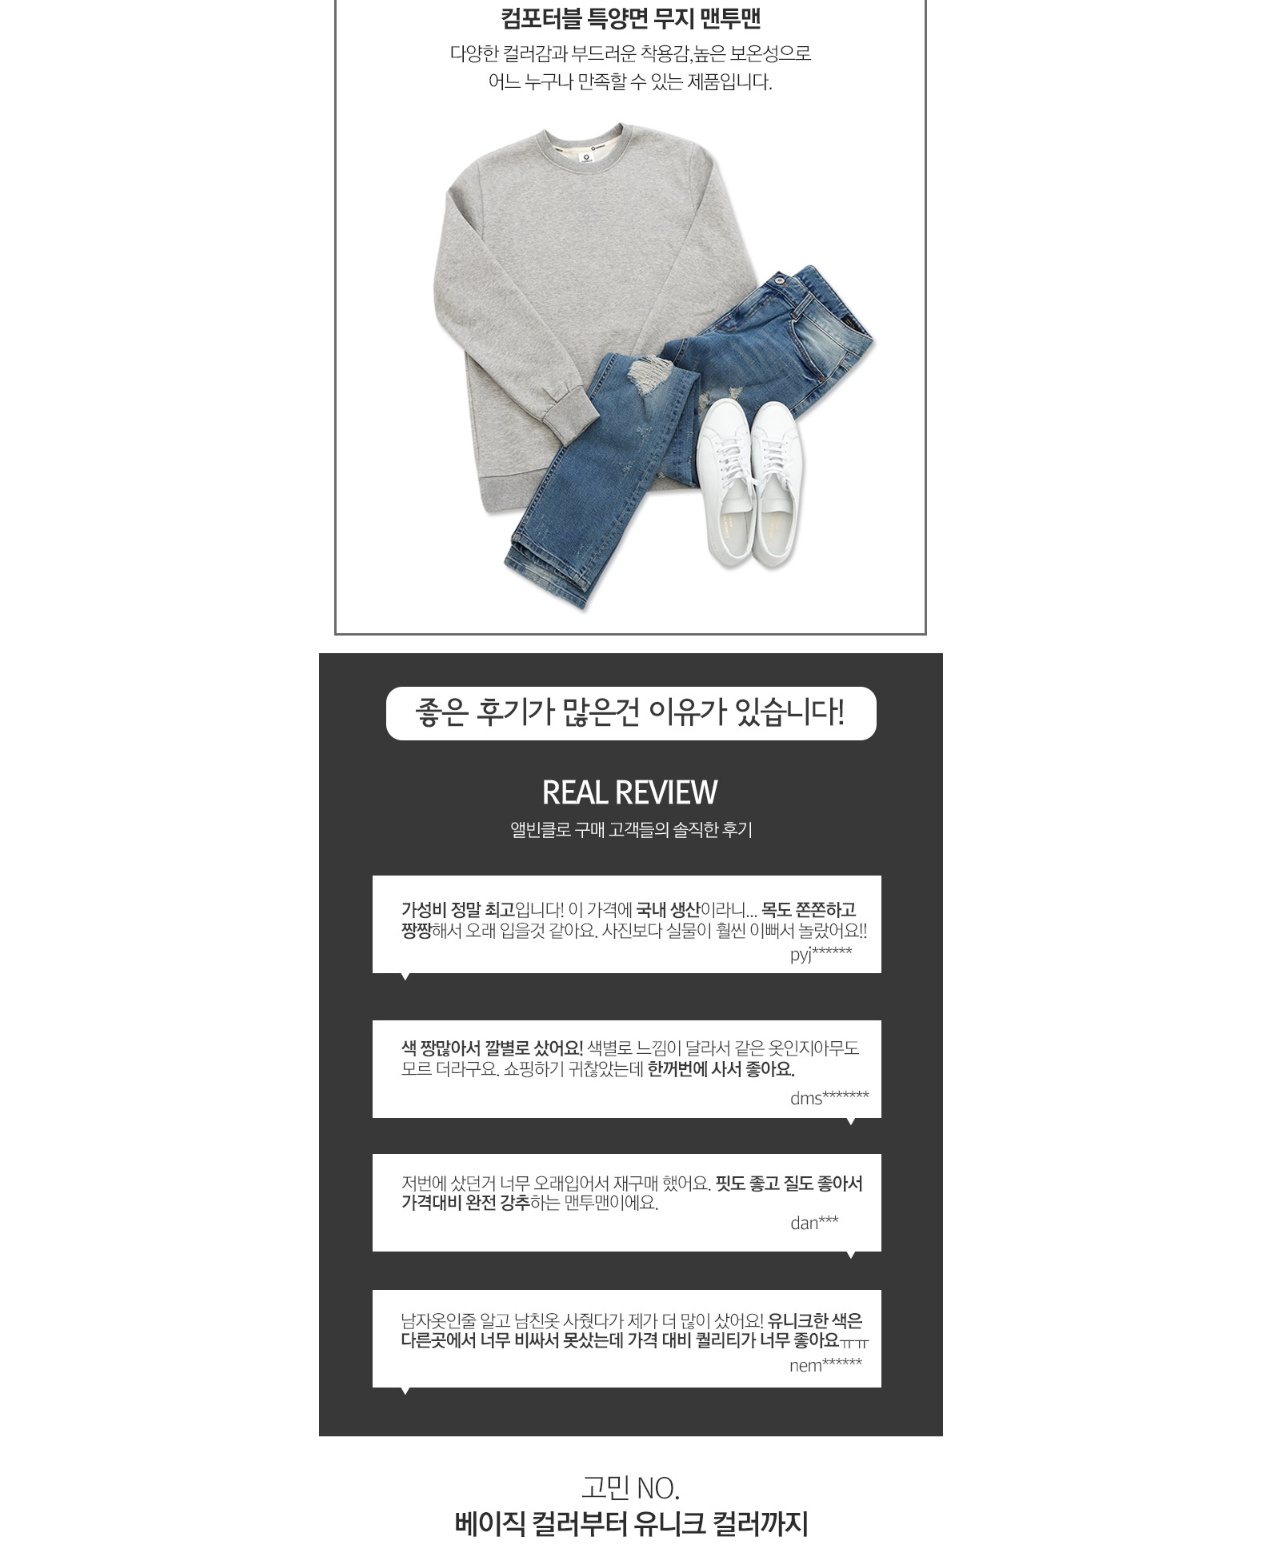 컴포터블 특양면 무지 맨투맨
다양한 컬러감과 부드러운 착용감,높은 보온성으로
어느 누구나 만족할 수 있는 제품입니다.
좋은 후기가 많은건 이유가 있습니다!
REAL REVIEW
앨빈클로 구매 고객들의 솔직한 후기
가성비 정말 최고입니다! 이 가격에 국내 생산이라니... 목도 쫀쫀하고
짱짱해서 오래 입을것 같아요. 사진보다 실물이 훨씬 이뻐서 놀랐어요!!
pyj******
색 짱많아서 깔별로 샀어요! 색별로 느낌이 달라서 같은 옷인지아무도
모르 더라구요. 쇼핑하기 귀찮았는데 한꺼번에 사서 좋아요.
dms*******
저번에 샀던거 너무 오래입어서 재구매 했어요. 핏도 좋고 질도 좋아서
가격대비 완전 강추하는 맨투맨이에요.
dan***
남자옷인줄 알고 남친옷 사줬다가 제가 더 많이 샀어요! 유니크한 색은
다른곳에서 너무 비싸서 못샀는데 가격 대비 퀄리티가 너무 좋아요ㅠㅠ
nem******
고민 NO.
베이직 컬러부터 유니크 컬러까지